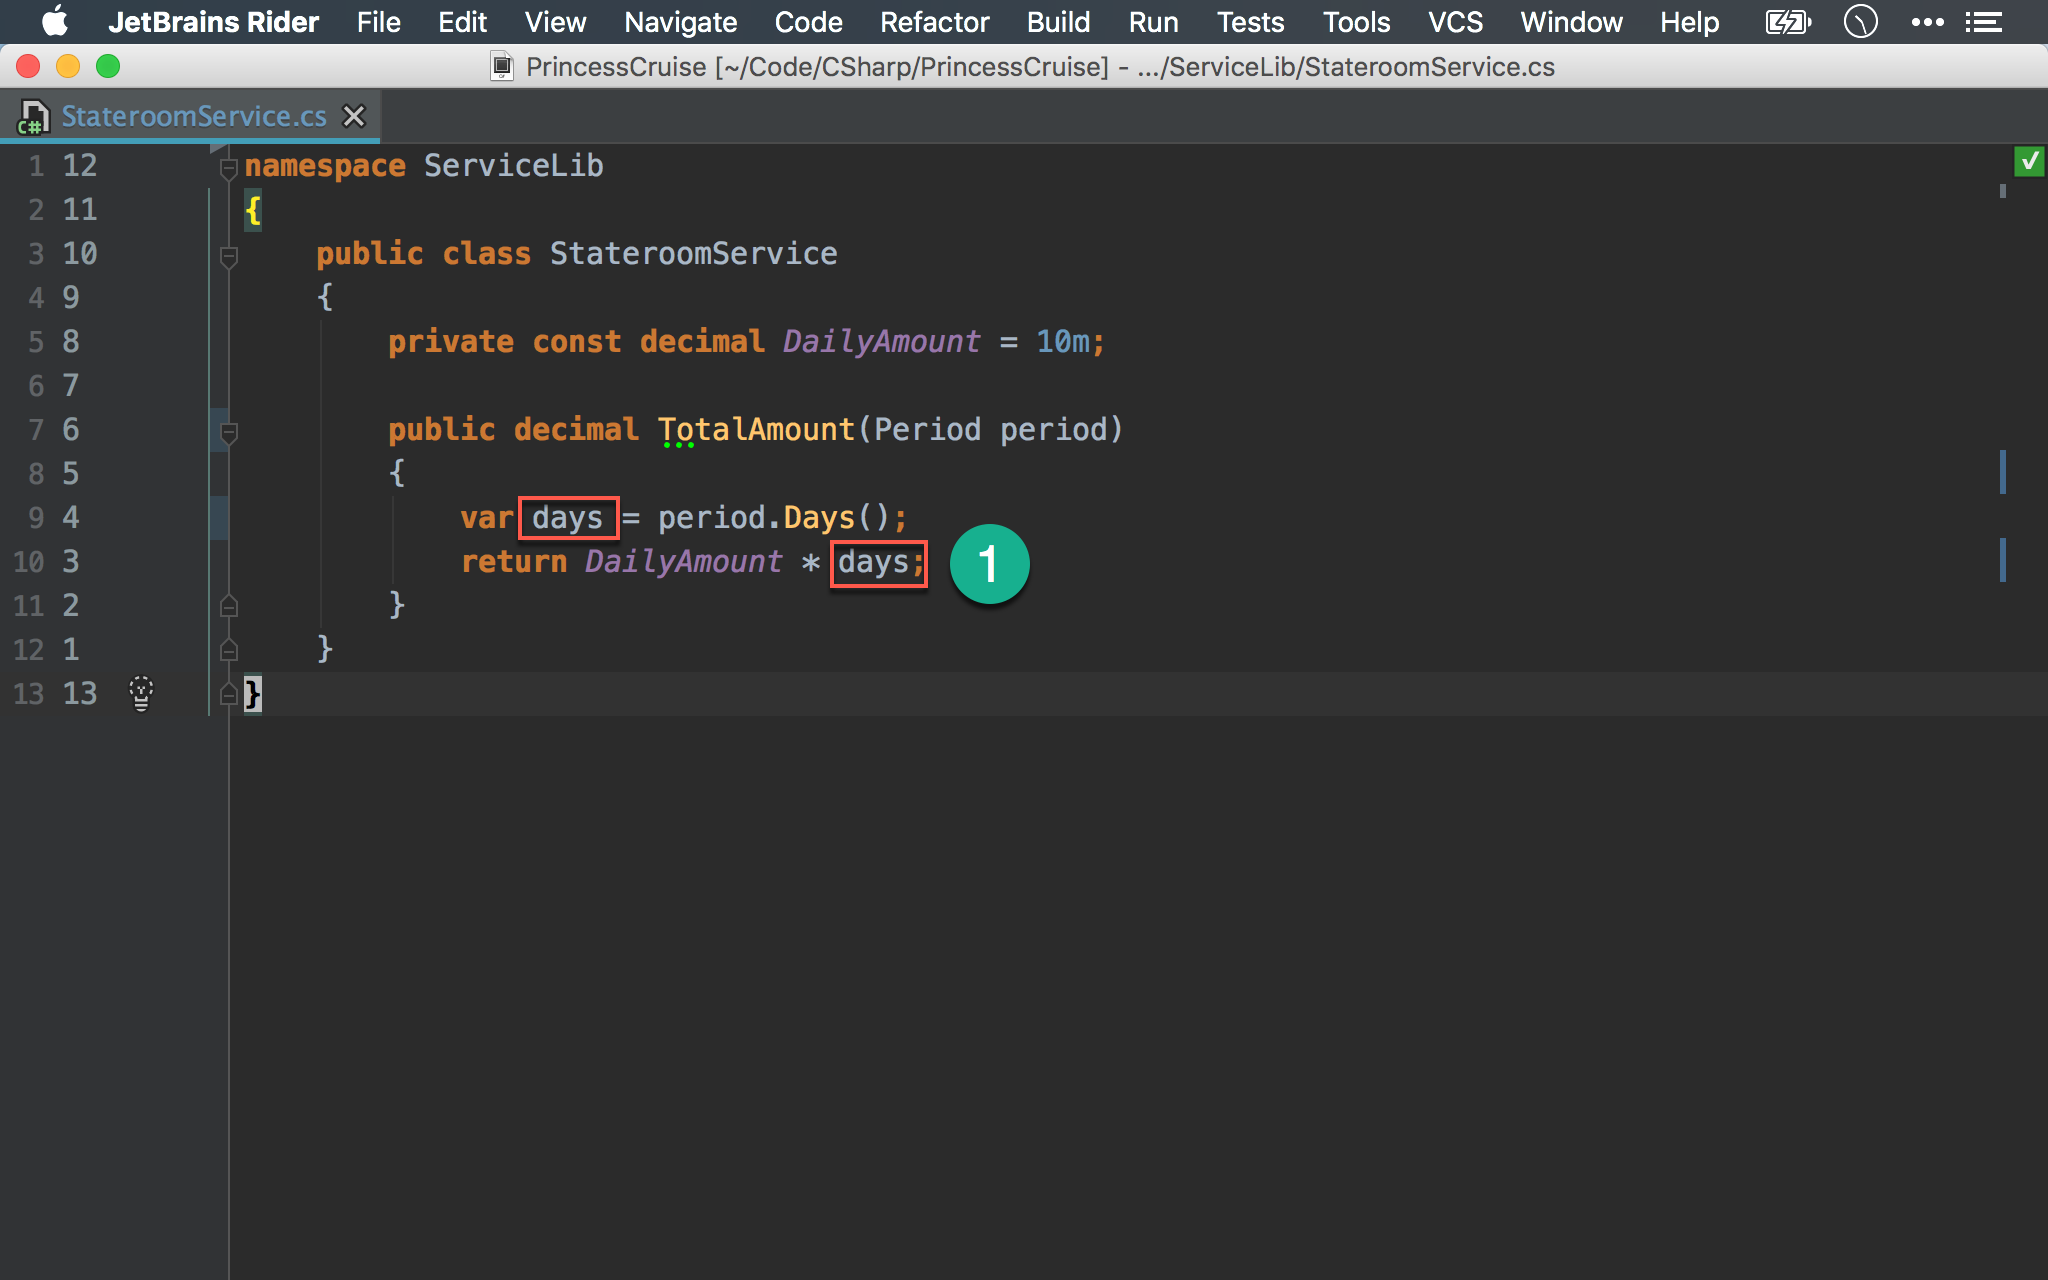 JetBrains Rider File Edit View Navigate Code Refactor Build Run Tests Tools VCS Window Help
PrincessCruise [~/Code/CSharp/PrincessCruise] - .../ServiceLib/StateroomService.cs
C# StateroomService.cs
1 12 namespace ServiceLib
2 11 {
3 10 public class StateroomService
4 9 {
5 8 private const decimal DailyAmount = 10m;
6 7
7 6 public decimal TotalAmount(Period period)
8 5 {
9 4 var days = period.Days();
10 3 return DailyAmount * days; 1
11 2 }
12 1 }
13 13 }